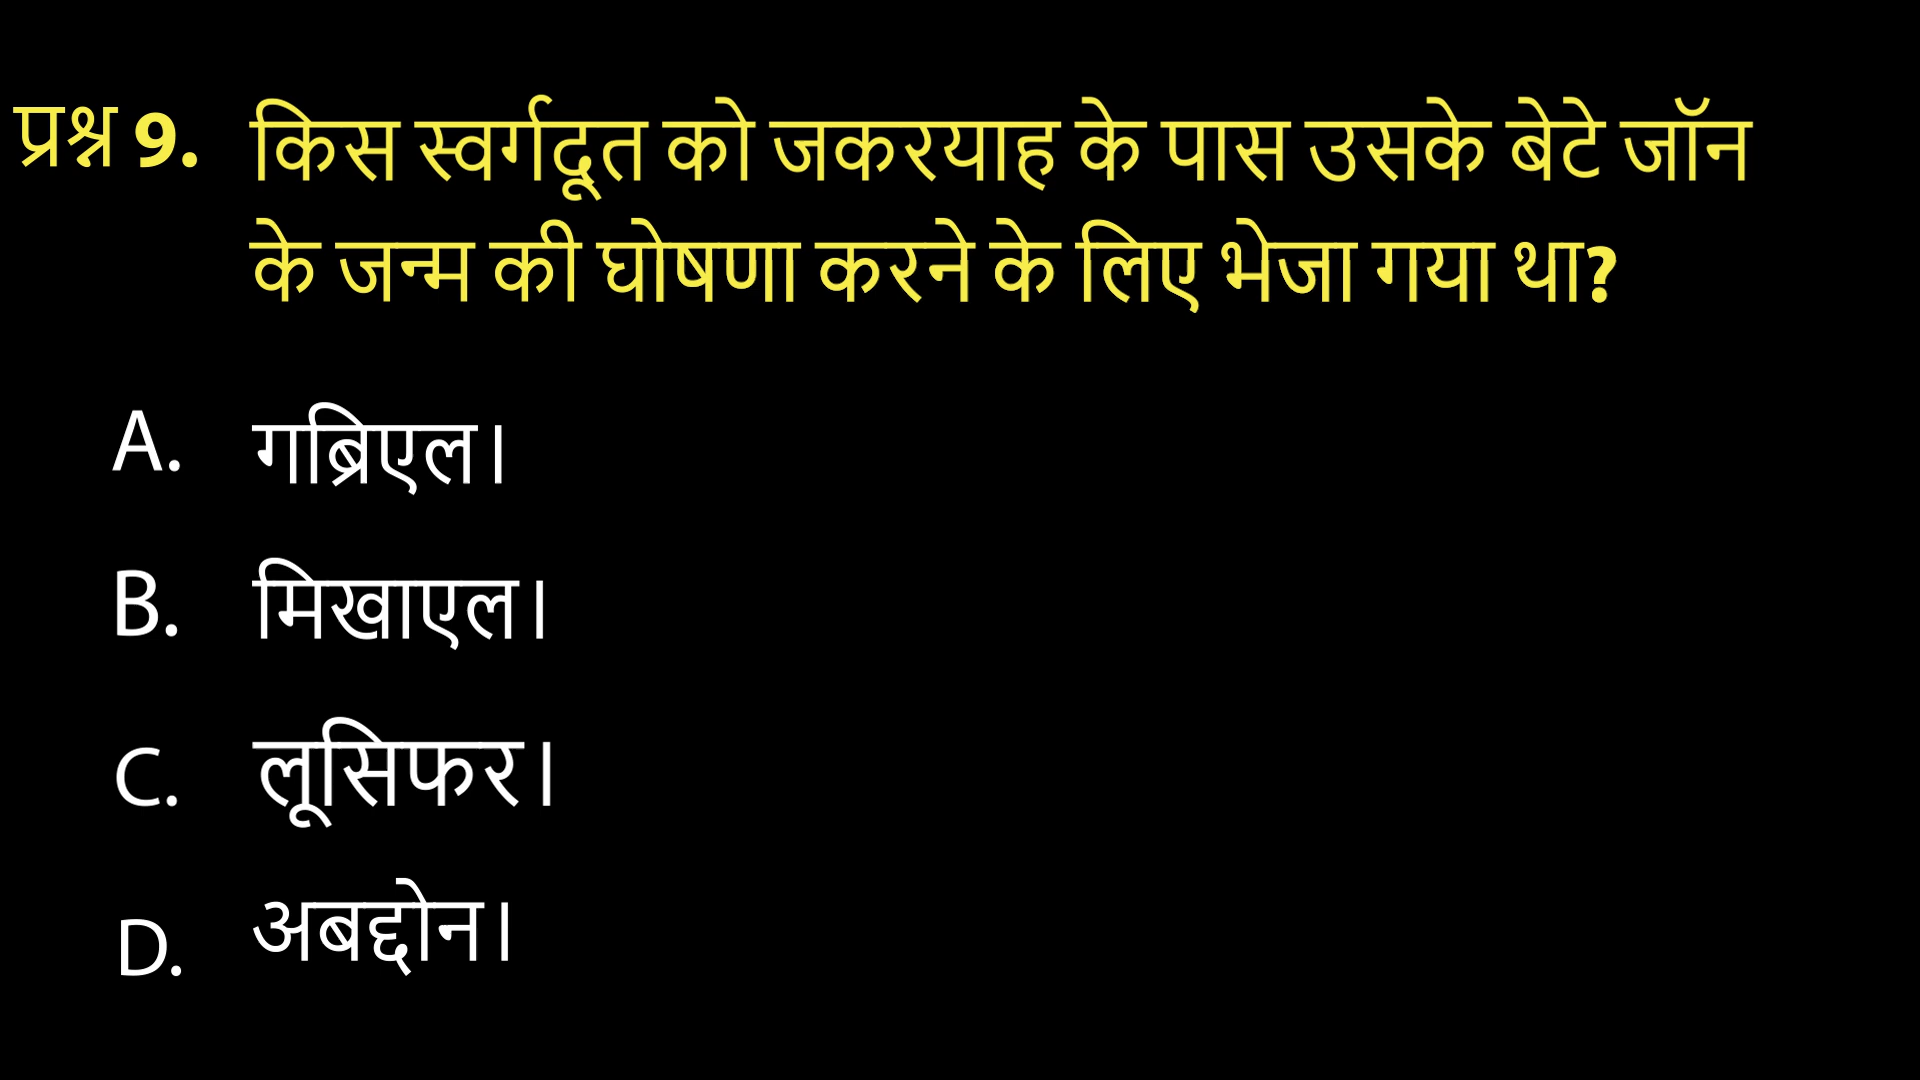 प्रश्न 9. किस स्वर्गदूत को जकरयाह के पास उसके बेटे जॉन
के जन्म की घोषणा करने के लिए भेजा गया था?
A. गब्रिएल।
B. मिखाएल।
C. लूसिफर।
D. अबद्दोन।